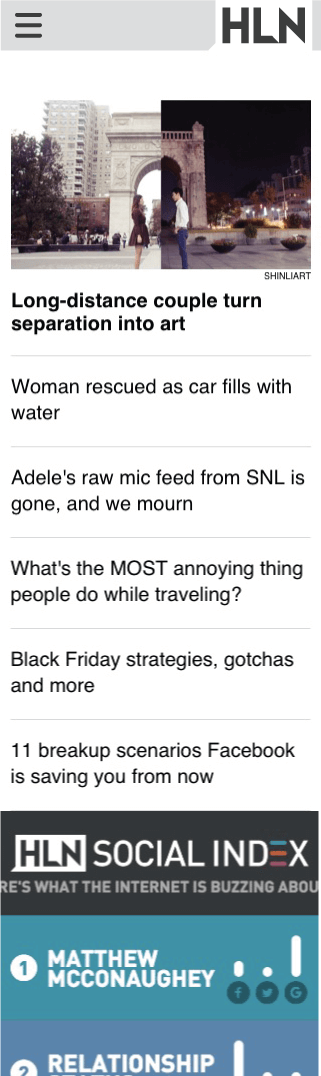 HLN
SHINLIART
Long-distance couple turn
separation into art
Woman rescued as car fills with
water
Adele's raw mic feed from SNL is
gone, and we mourn
What's the MOST annoying thing
people do while traveling?
Black Friday strategies, gotchas
and more
11 breakup scenarios Facebook
is saving you from now
HLN SOCIAL INDEX
RE'S WHAT THE INTERNET IS BUZZING ABOU
1 MATTHEW
MCCONAUGHEY
2 RELATIONSHIP